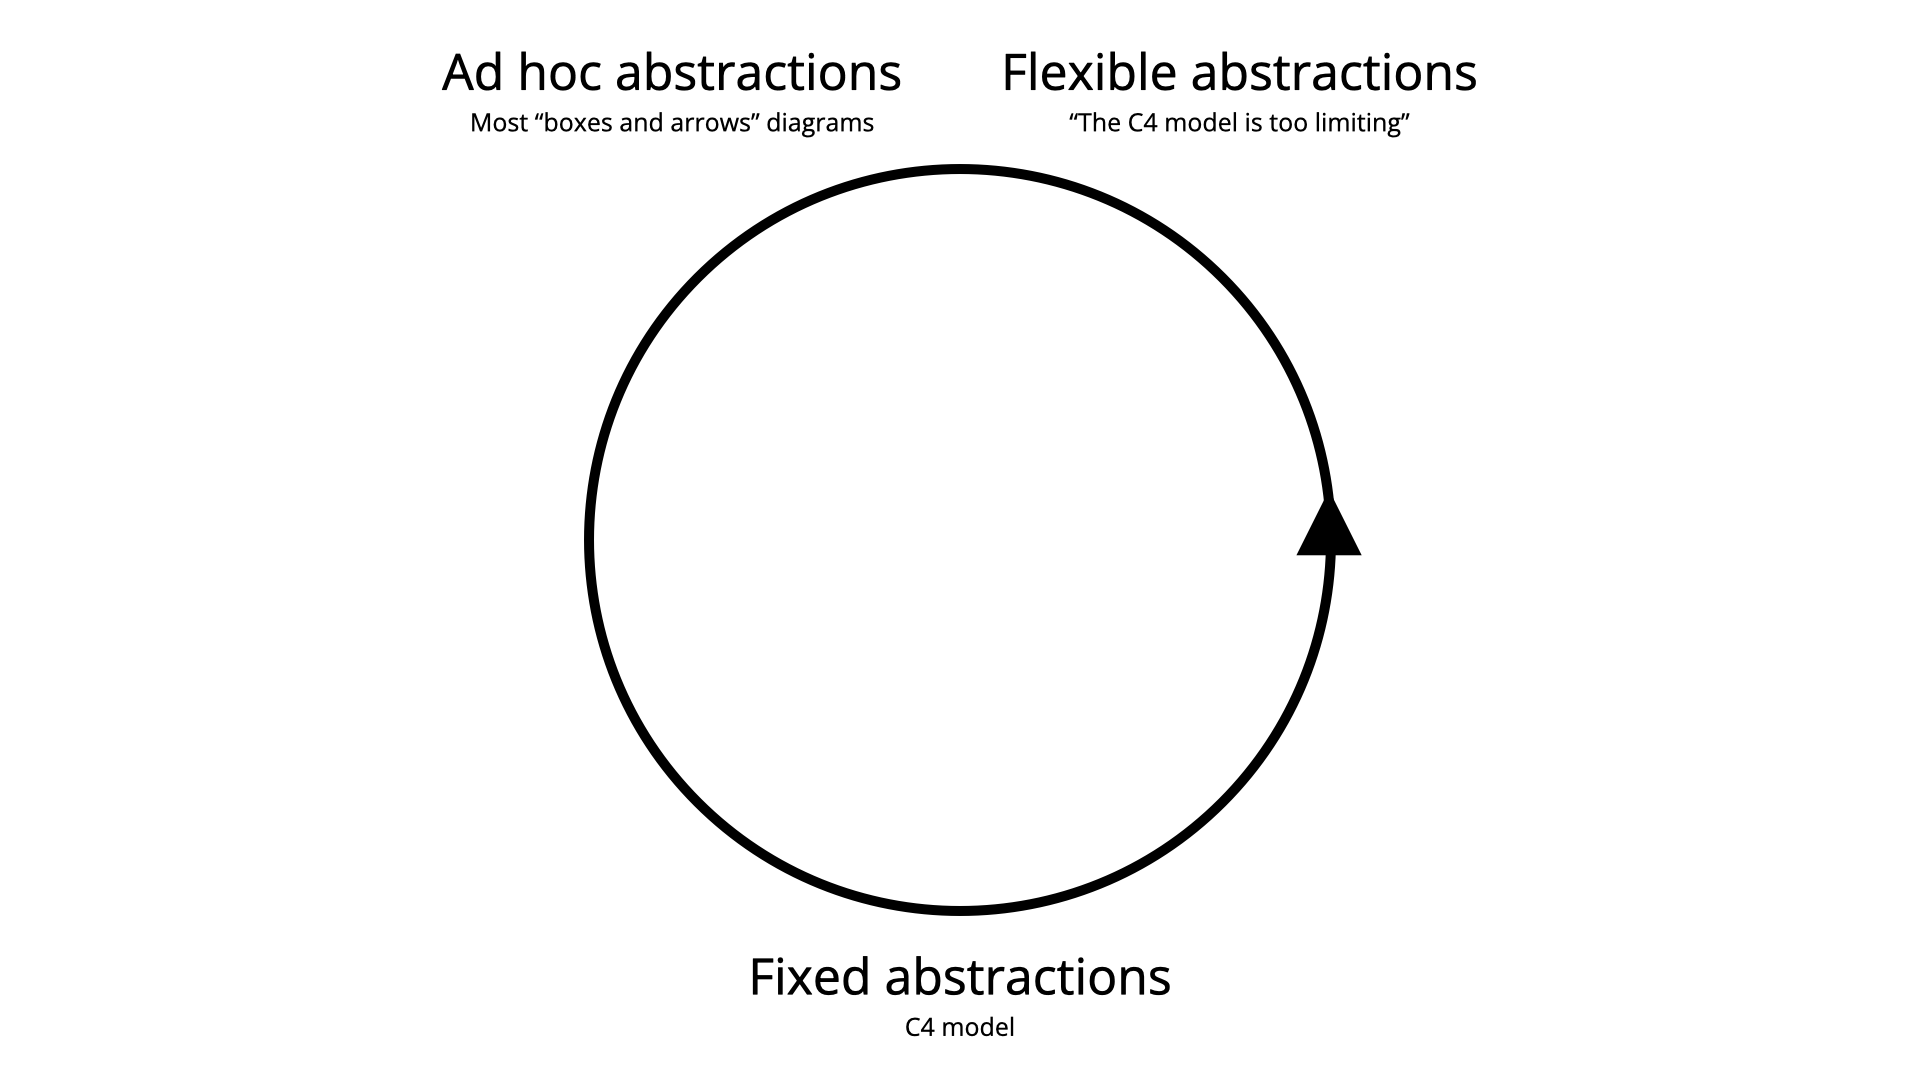 Ad hoc abstractions
Most “boxes and arrows” diagrams
Flexible abstractions
“The C4 model is too limiting”
Fixed abstractions
C4 model